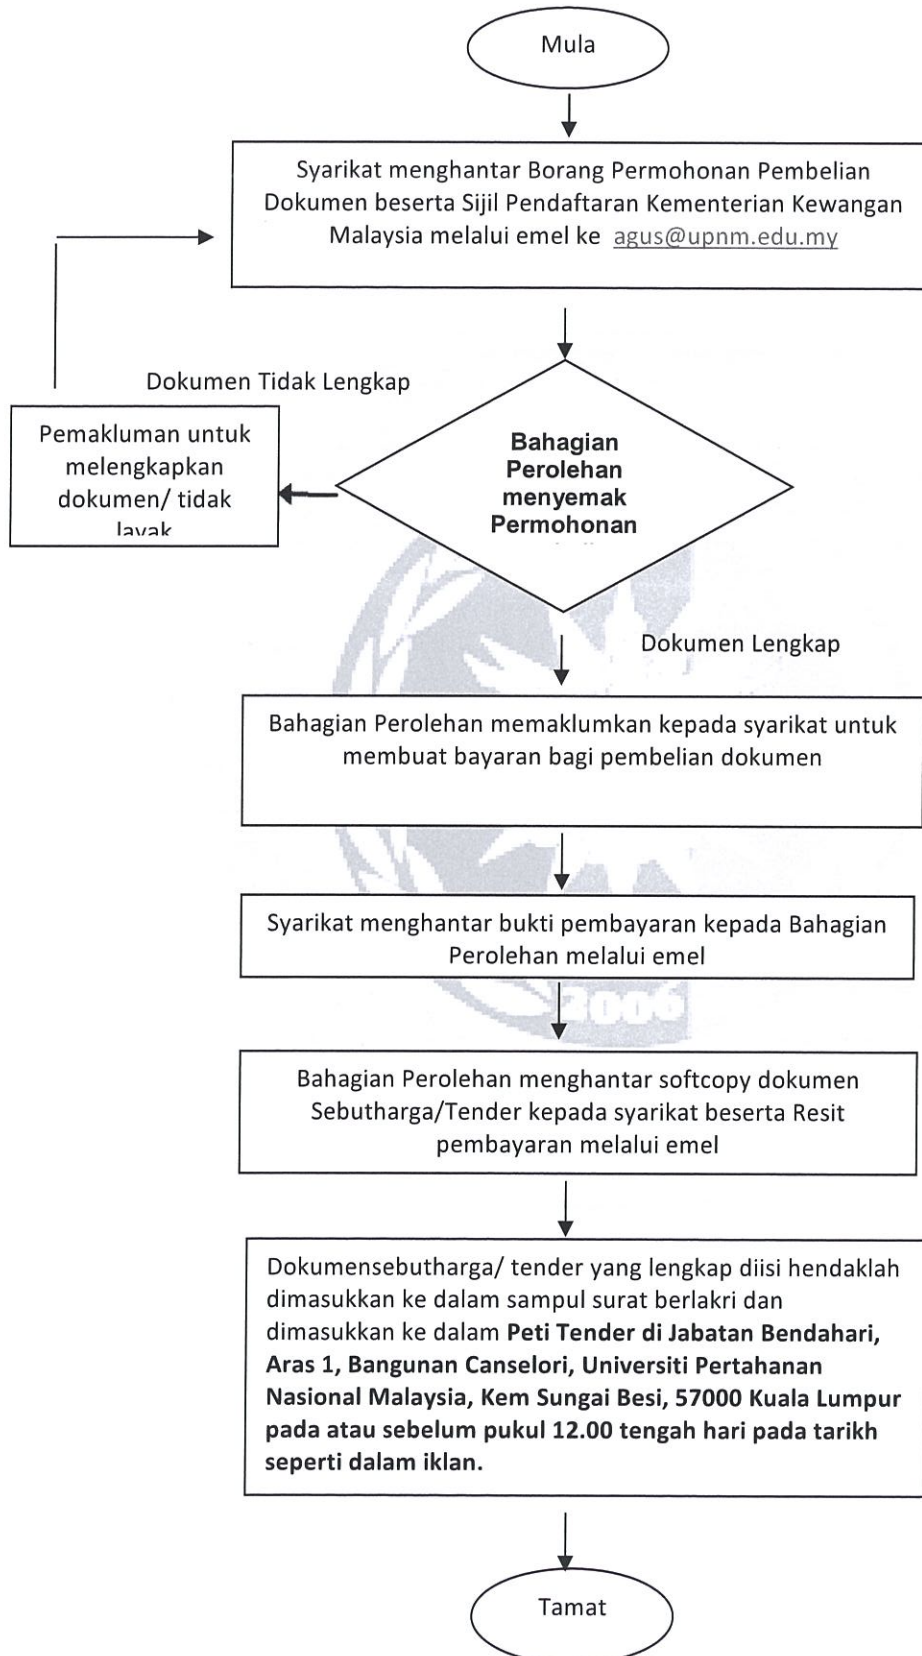 Mula
Syarikat menghantar Borang Permohonan Pembelian
Dokumen beserta Sijil Pendaftaran Kementerian Kewangan
Malaysia melalui emel ke agus@upnm.edu.my
Dokumen Tidak Lengkap
Pemakluman untuk
melengkapkan
dokumen/ tidak
layak
Bahagian
Perolehan
menyemak
Permohonan
Dokumen Lengkap
Bahagian Perolehan memaklumkan kepada syarikat untuk
membuat bayaran bagi pembelian dokumen
Syarikat menghantar bukti pembayaran kepada Bahagian
Perolehan melalui emel
2006
Bahagian Perolehan menghantar softcopy dokumen
Sebutharga/Tender kepada syarikat beserta Resit
pembayaran melalui emel
Dokumensebutharga/ tender yang lengkap diisi hendaklah
dimasukkan ke dalam sampul surat berlakri dan
dimasukkan ke dalam Peti Tender di Jabatan Bendahari,
Aras 1, Bangunan Canselori, Universiti Pertahanan
Nasional Malaysia, Kem Sungai Besi, 57000 Kuala Lumpur
pada atau sebelum pukul 12.00 tengah hari pada tarikh
seperti dalam iklan.
Tamat